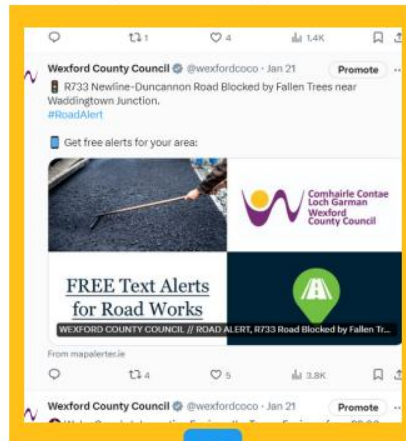 1 4 1.4K
Wexford County Council @wexfordcoco · Jan 21 Promote
R733 Newline-Duncannon Road Blocked by Fallen Trees near
Waddingtown Junction.
#RoadAlert
Get free alerts for your area:
Comhairle Contae
Loch Garman
Wexford
County Council
FREE Text Alerts
for Road Works
WEXFORD COUNTY COUNCIL // ROAD ALERT, R733 Road Blocked by Fallen Tr...
From mapalerter.ie
4 5 3.8K
Wexford County Council @wexfordcoco · Jan 21 Promote